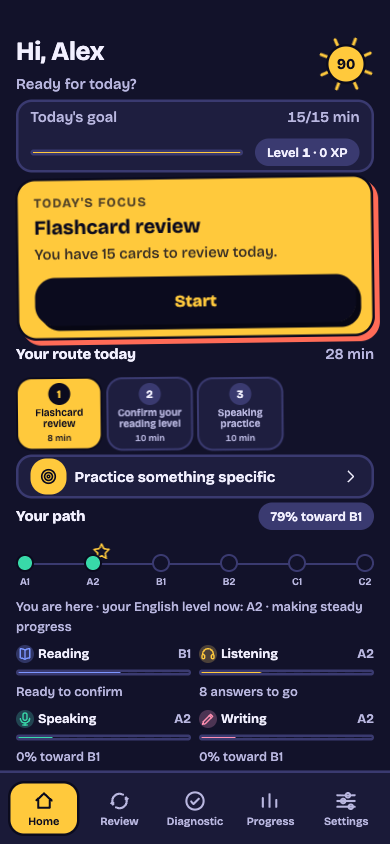 Hi, Alex
90
Ready for today?
Today's goal
15/15 min
Level 1 · 0 XP
TODAY'S FOCUS
Flashcard review
You have 15 cards to review today.
Start
Your route today
28 min
1
Flashcard
review
8 min
2
Confirm your
reading level
10 min
3
Speaking
practice
10 min
Practice something specific
Your path
79% toward B1
A1
A2
B1
B2
C1
C2
You are here · your English level now: A2 · making steady
progress
Reading
B1
Ready to confirm
Listening
A2
8 answers to go
Speaking
A2
0% toward B1
Writing
A2
0% toward B1
Home
Review
Diagnostic
Progress
Settings